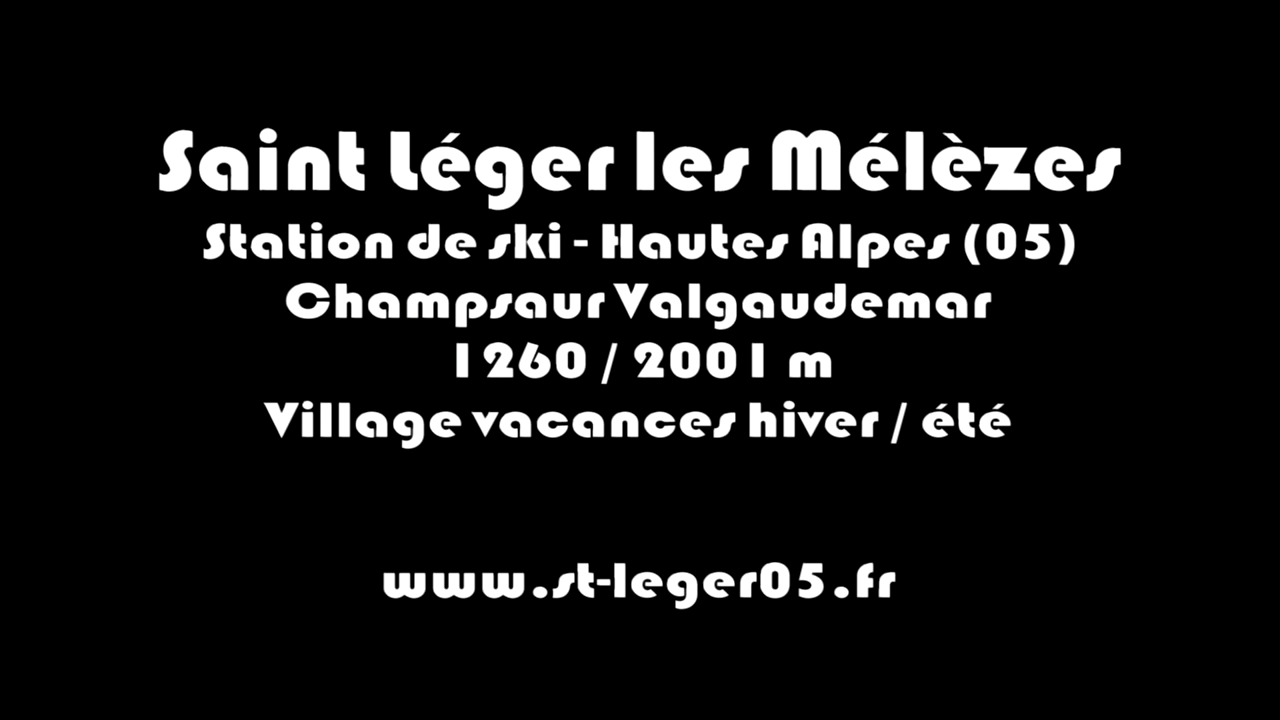 Saint Léger les Mélèzes
Station de ski - Hautes Alpes (05)
Champsaur Valgaudemar
1260 / 2001 m
Village vacances hiver / été
www.st-leger05.fr